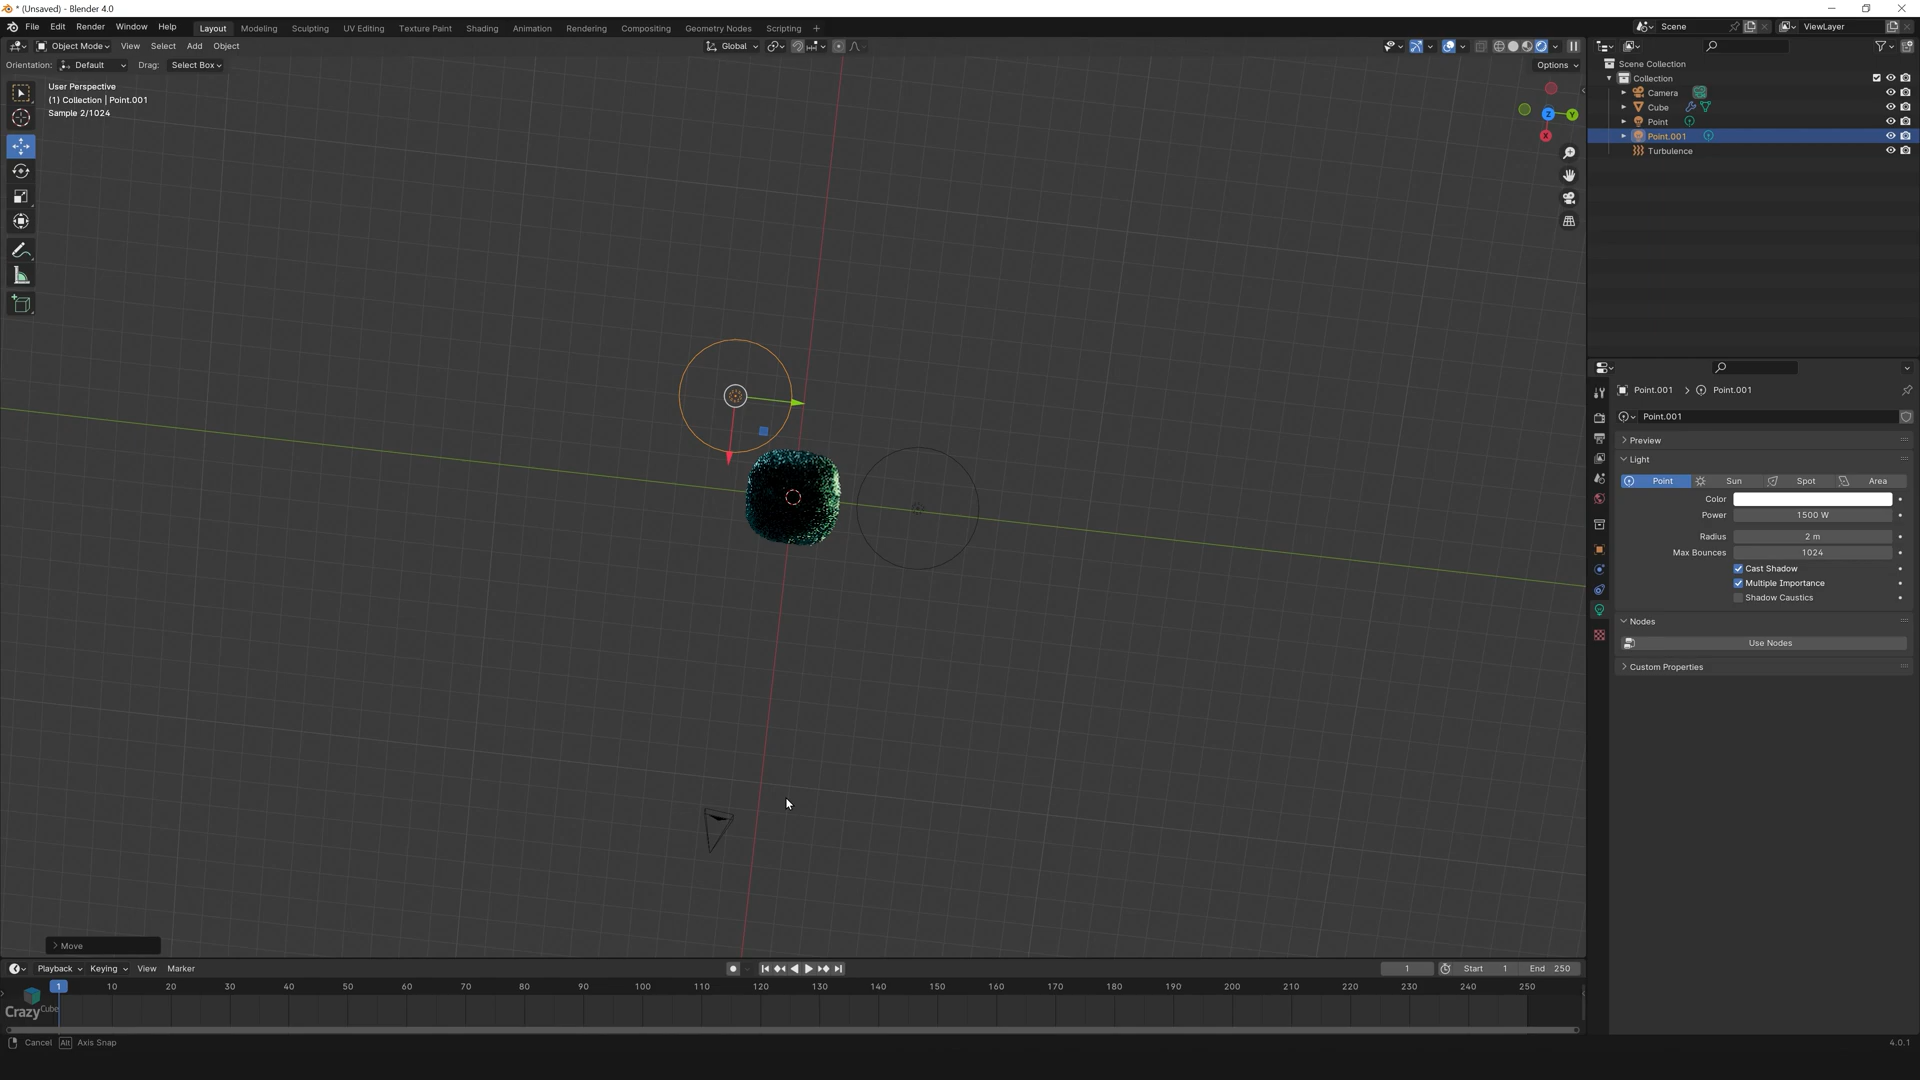 * (Unsaved) - Blender 4.0
File Edit Render Window Help
Layout Modeling Sculpting UV Editing Texture Paint Shading Animation Rendering Compositing Geometry Nodes Scripting +
Scene
ViewLayer
Object Mode View Select Add Object
Global
Orientation: Default Drag: Select Box
Options
User Perspective
(1) Collection | Point.001
Sample 2/1024
Z
Y
X
Scene Collection
Collection
Camera
Cube
Point
Point.001
Turbulence
Point.001 > Point.001
Point.001
Preview
Light
Point Sun Spot Area
Color
Power 1500 W
Radius 2 m
Max Bounces 1024
Cast Shadow
Multiple Importance
Shadow Caustics
Nodes
Use Nodes
Custom Properties
> Move
Playback Keying View Marker
1 Start 1 End 250
1 10 20 30 40 50 60 70 80 90 100 110 120 130 140 150 160 170 180 190 200 210 220 230 240 250
CrazyCube
Cancel Alt Axis Snap
4.0.1